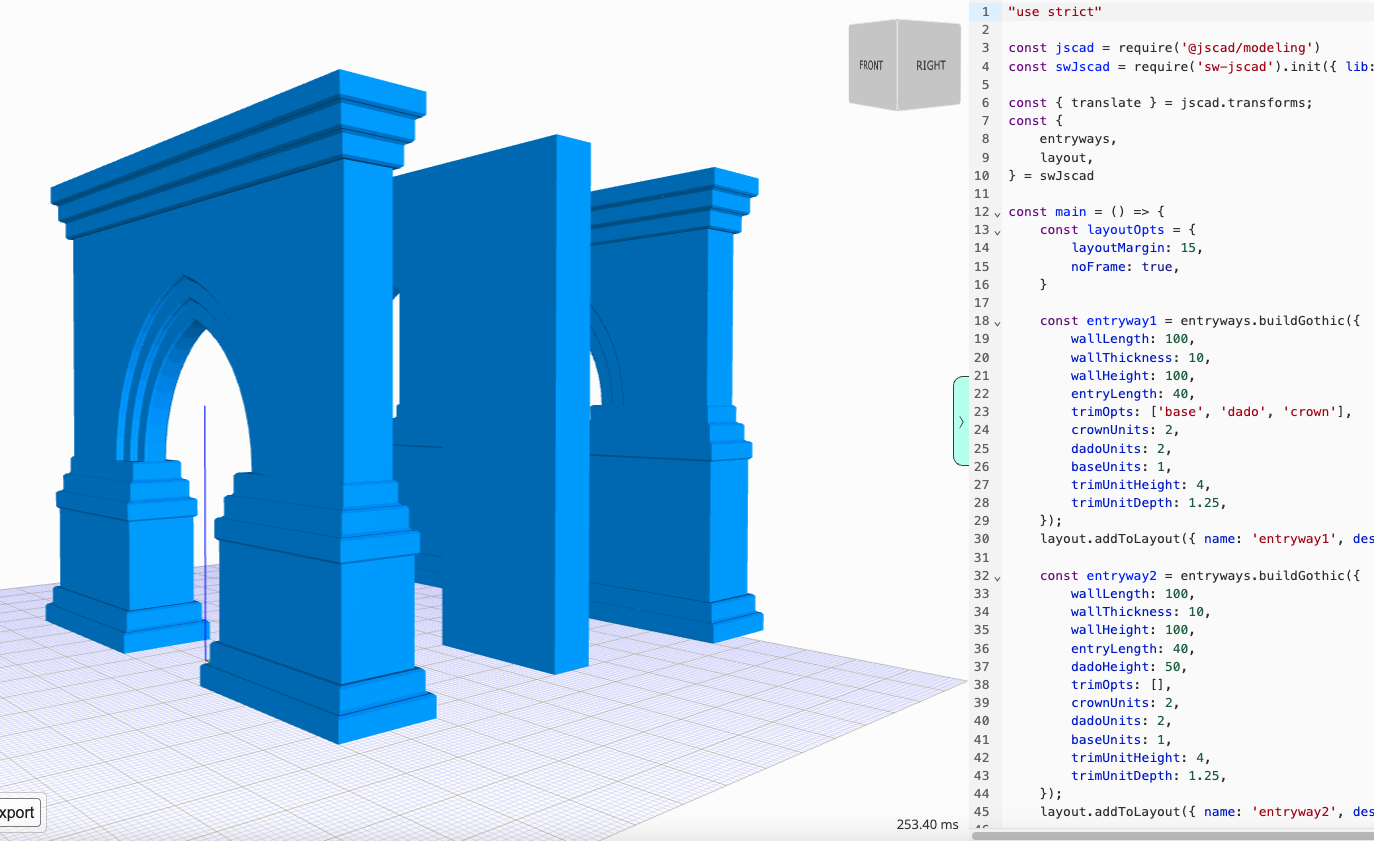 FRONT
RIGHT
xport
253.40 ms
1 "use strict"
2
3 const jscad = require('@jscad/modeling')
4 const swJscad = require('sw-jscad').init({ lib:
5
6 const { translate } = jscad.transforms;
7 const {
8 entryways,
9 layout,
10 } = swJscad
11
12 const main = () => {
13 const layoutOpts = {
14 layoutMargin: 15,
15 noFrame: true,
16 }
17
18 const entryway1 = entryways.buildGothic({
19 wallLength: 100,
20 wallThickness: 10,
21 wallHeight: 100,
22 entryLength: 40,
23 trimOpts: ['base', 'dado', 'crown'],
24 crownUnits: 2,
25 dadoUnits: 2,
26 baseUnits: 1,
27 trimUnitHeight: 4,
28 trimUnitDepth: 1.25,
29 });
30 layout.addToLayout({ name: 'entryway1', des
31
32 const entryway2 = entryways.buildGothic({
33 wallLength: 100,
34 wallThickness: 10,
35 wallHeight: 100,
36 entryLength: 40,
37 dadoHeight: 50,
38 trimOpts: [],
39 crownUnits: 2,
40 dadoUnits: 2,
41 baseUnits: 1,
42 trimUnitHeight: 4,
43 trimUnitDepth: 1.25,
44 });
45 layout.addToLayout({ name: 'entryway2', des